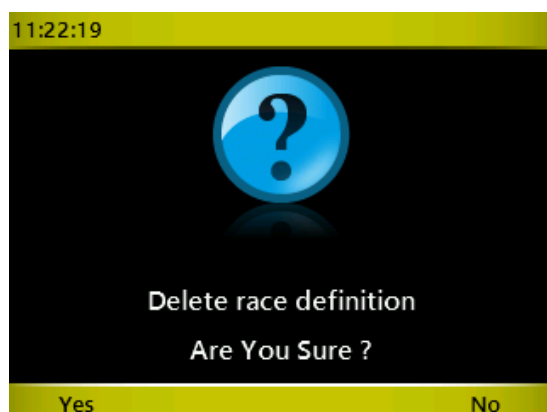 11:22:19
?
Delete race definition
Are You Sure ?
Yes No